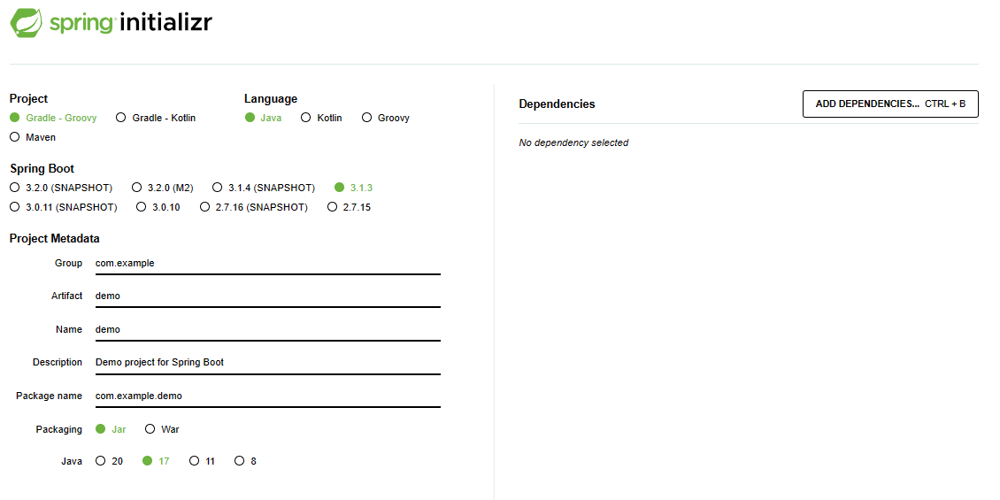 spring initializr
Project
Gradle - Groovy Gradle - Kotlin
Maven
Language
Java Kotlin Groovy
Spring Boot
3.2.0 (SNAPSHOT) 3.2.0 (M2) 3.1.4 (SNAPSHOT) 3.1.3
3.0.11 (SNAPSHOT) 3.0.10 2.7.16 (SNAPSHOT) 2.7.15
Project Metadata
Group com.example
Artifact demo
Name demo
Description Demo project for Spring Boot
Package name com.example.demo
Packaging Jar War
Java 20 17 11 8
Dependencies
ADD DEPENDENCIES... CTRL + B
No dependency selected